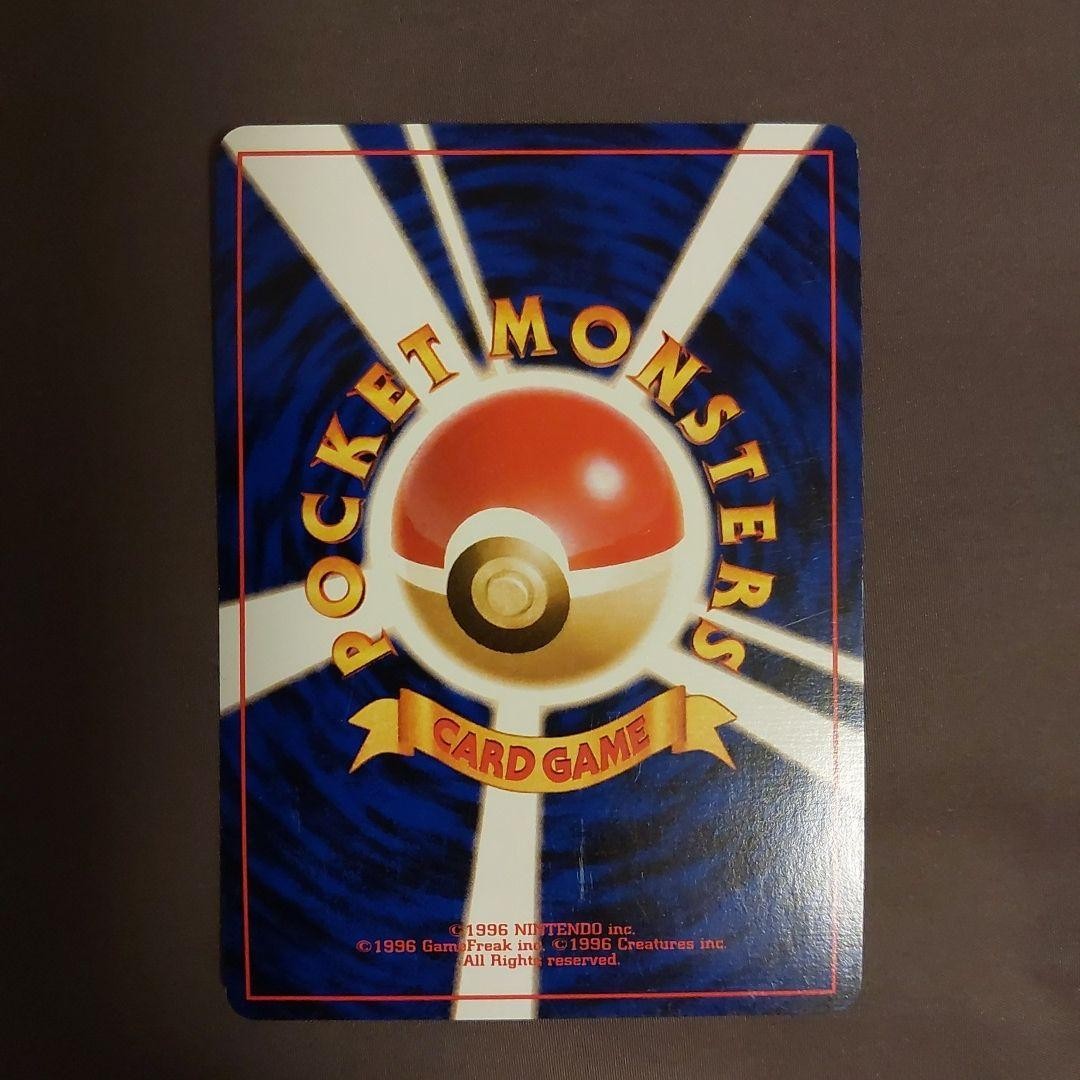 POCKET MONSTERS
CARD GAME
©1996 NINTENDO inc.
©1996 GameFreak inc. ©1996 Creatures inc.
All Rights reserved.